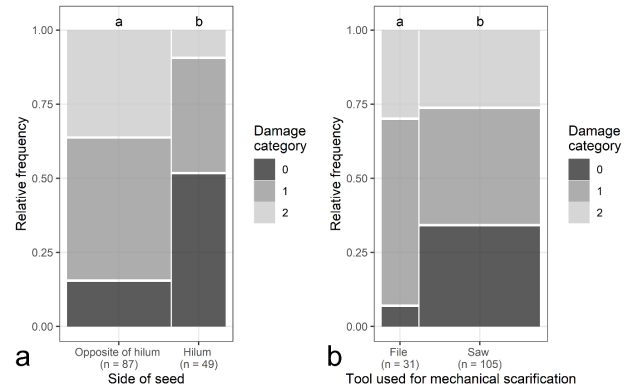 a b
1.00
0.75
0.50
0.25
0.00
Relative frequency
Opposite of hilum Hilum
(n = 87) (n = 49)
Side of seed
Damage
category
0
1
2
a
a b
1.00
0.75
0.50
0.25
0.00
Relative frequency
File Saw
(n = 31) (n = 105)
Tool used for mechanical scarification
Damage
category
0
1
2
b